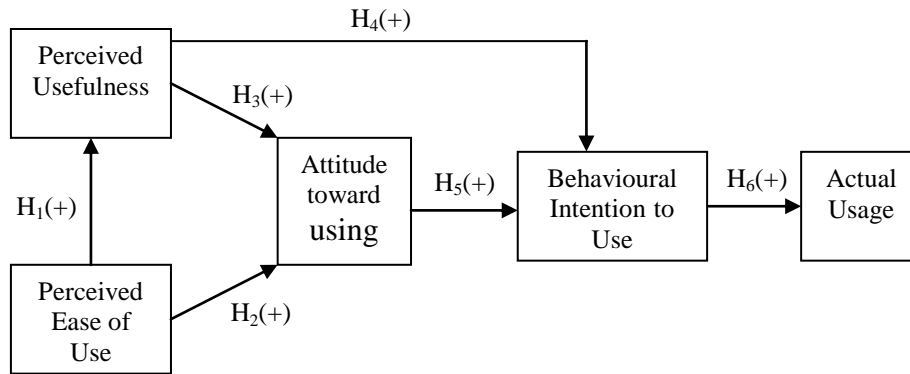 H₄(+)
Perceived
Usefulness
H₃(+)
Attitude
toward
using
H₅(+)
Behavioural
Intention to
Use
H₆(+)
Actual
Usage
H₁(+)
Perceived
Ease of
Use
H₂(+)